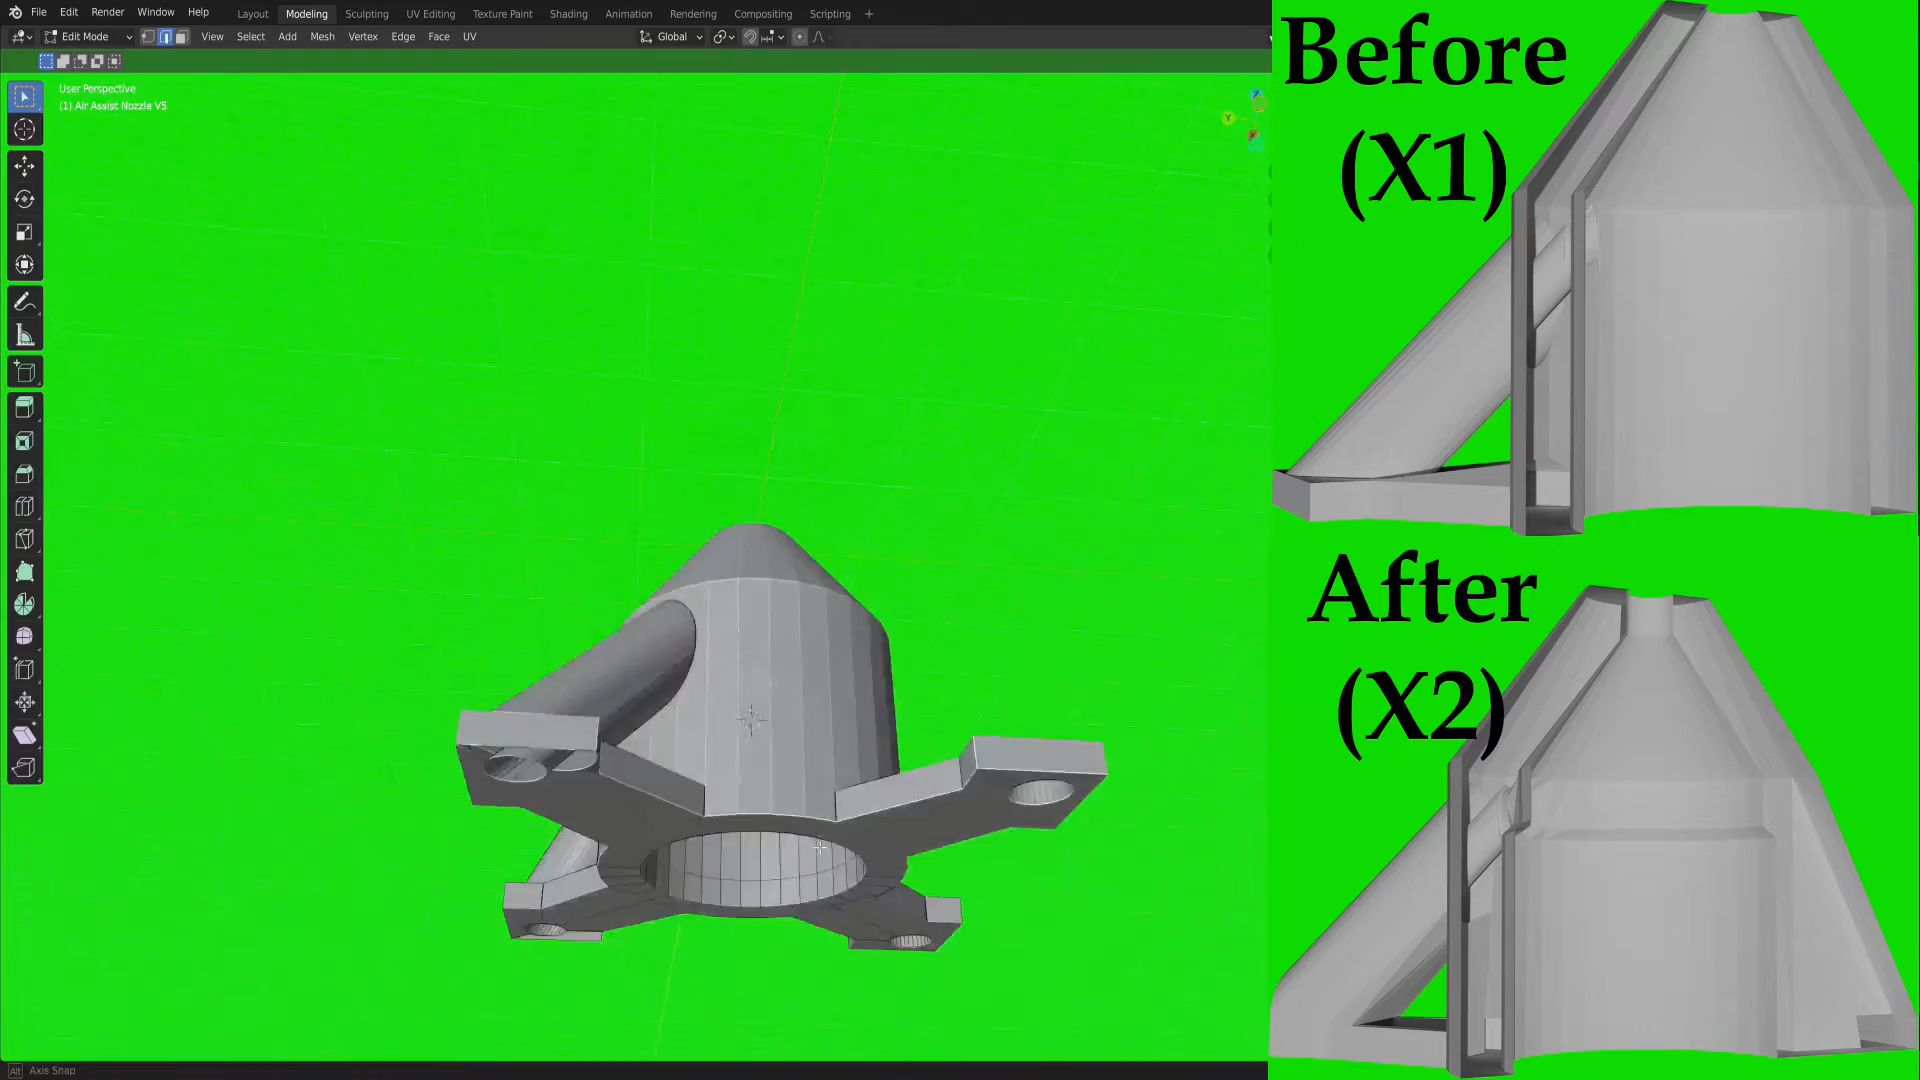 File Edit Render Window Help Layout Modeling Sculpting UV Editing Texture Paint Shading Animation Rendering Compositing Scripting +
Edit Mode View Select Add Mesh Vertex Edge Face UV Global
User Perspective
(1) Air Assist Nozzle V5
Y
Before
(X1)
After
(X2)
Alt Axis Snap